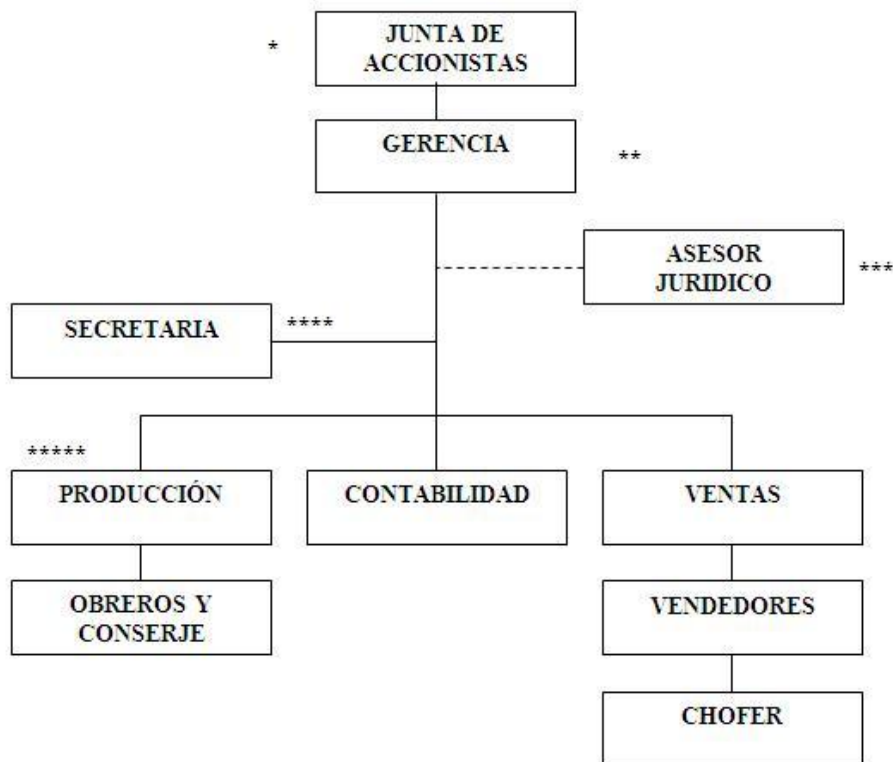 *
JUNTA DE
ACCIONISTAS
GERENCIA
**
ASESOR
JURIDICO
***
SECRETARIA
****
*****
PRODUCCIÓN
CONTABILIDAD
VENTAS
OBREROS Y
CONSERJE
VENDEDORES
CHOFER